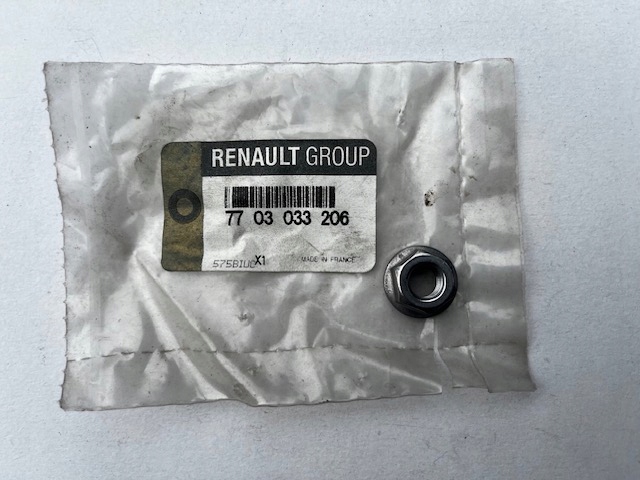 RENAULT GROUP
77 03 033 206
X1
MADE IN FRANCE